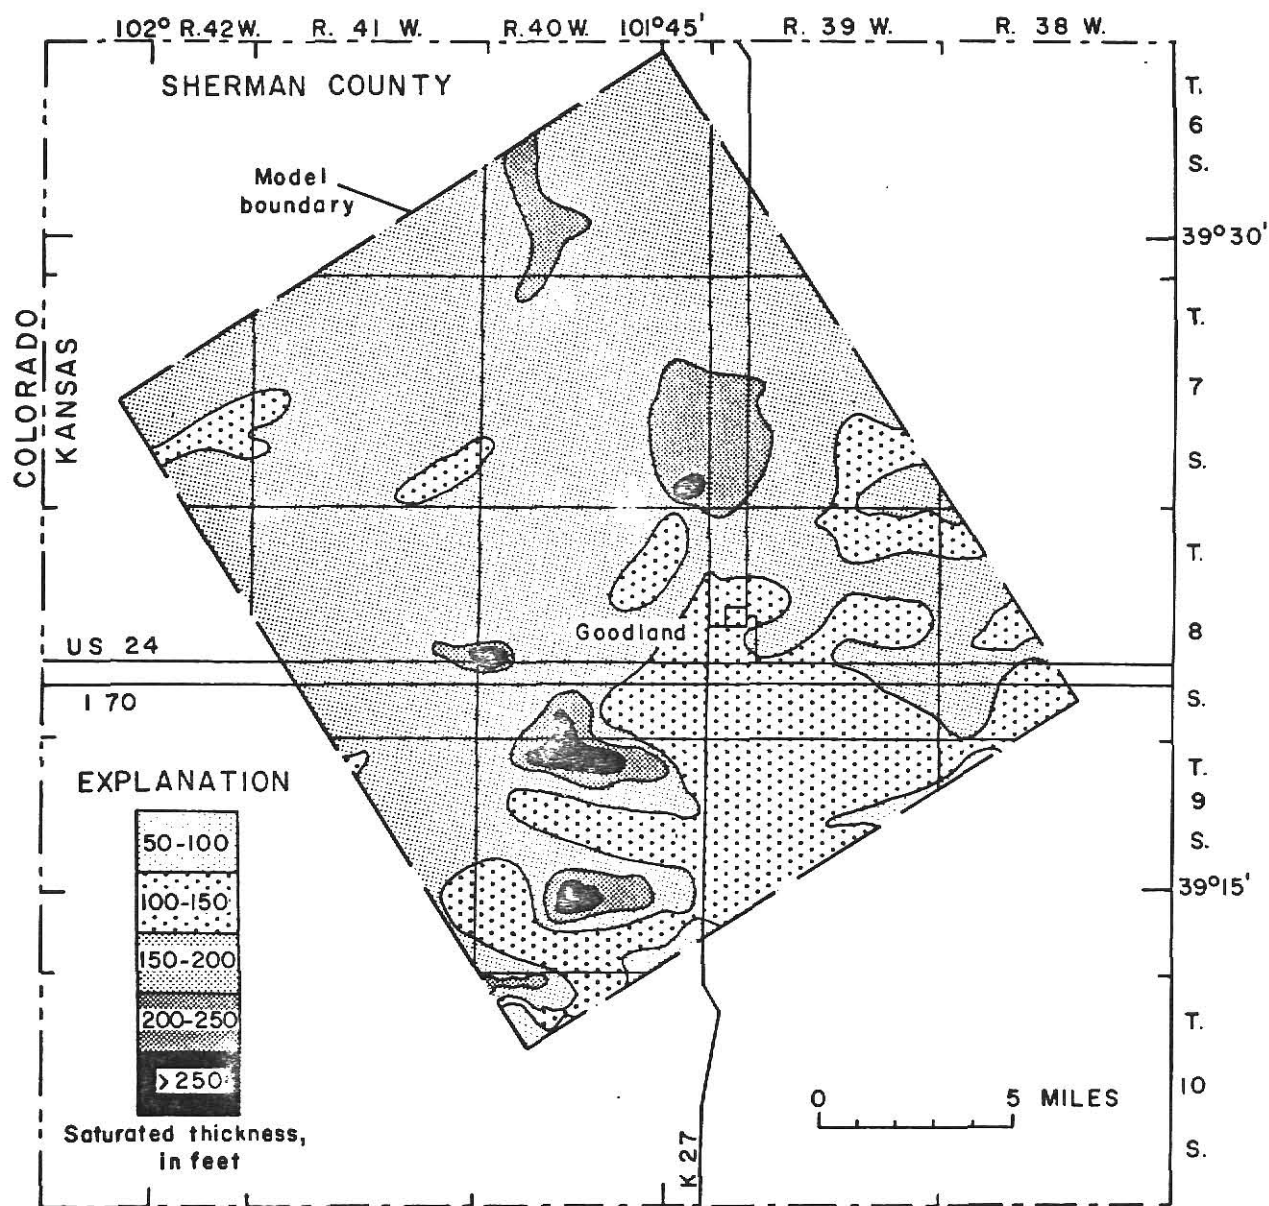 102° R.42W. R. 41 W. R.40 W. 101°45' R. 39 W. R. 38 W.
SHERMAN COUNTY
T.
6
S.
Model
boundary
39°30'
COLORADO
KANSAS
T.
7
S.
T.
8
S.
Goodland
US 24
I 70
EXPLANATION
50-100
100-150
150-200
200-250
>250
Saturated thickness,
in feet
T.
9
S.
39°15'
T.
10
S.
0 5 MILES
K 27